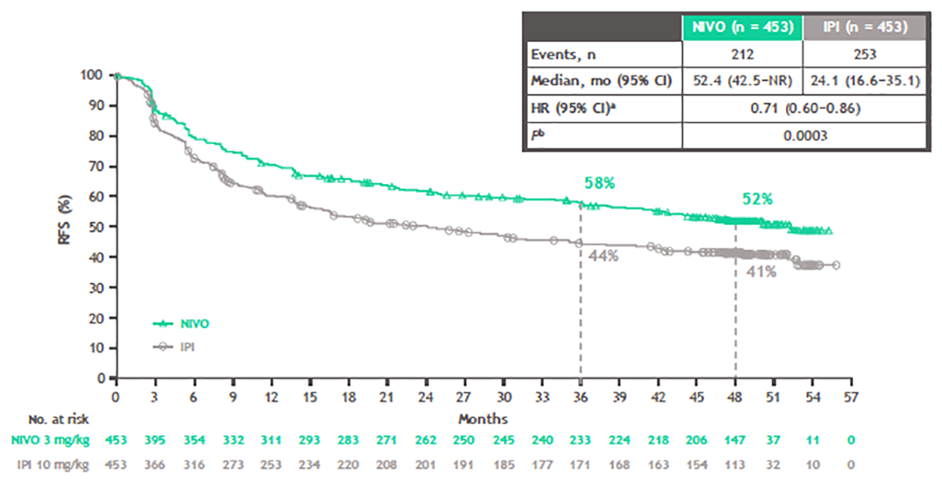 NIVO (n = 453) IPI (n = 453)
Events, n 212 253
Median, mo (95% CI) 52.4 (42.5–NR) 24.1 (16.6–35.1)
HR (95% CI)ᵃ 0.71 (0.60–0.86)
Pᵇ 0.0003
100
90
80
70
60
50
40
30
20
10
0
RFS (%)
58%
52%
44%
41%
NIVO
IPI
0 3 6 9 12 15 18 21 24 27 30 33 36 39 42 45 48 51 54 57
Months
No. at risk
NIVO 3 mg/kg 453 395 354 332 311 293 283 271 262 250 245 240 233 224 218 206 147 37 11 0
IPI 10 mg/kg 453 366 316 273 253 234 220 208 201 191 185 177 171 168 163 154 113 32 10 0